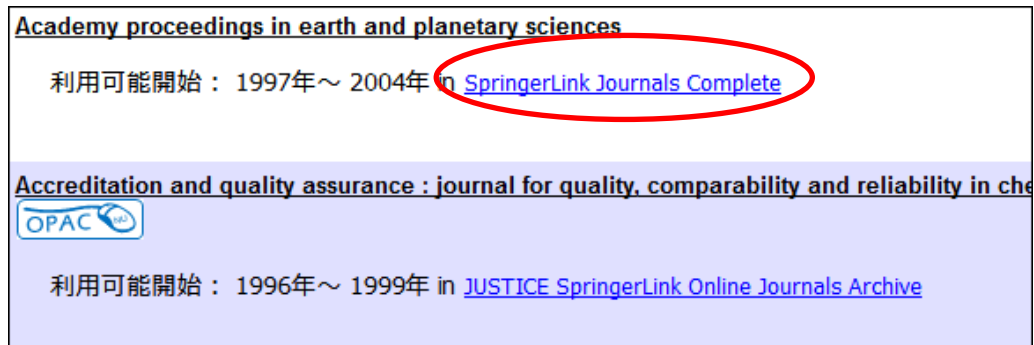 Academy proceedings in earth and planetary sciences
利用可能開始： 1997年～ 2004年 in SpringerLink Journals Complete
Accreditation and quality assurance : journal for quality, comparability and reliability in che
OPAC NU
利用可能開始： 1996年～ 1999年 in JUSTICE SpringerLink Online Journals Archive